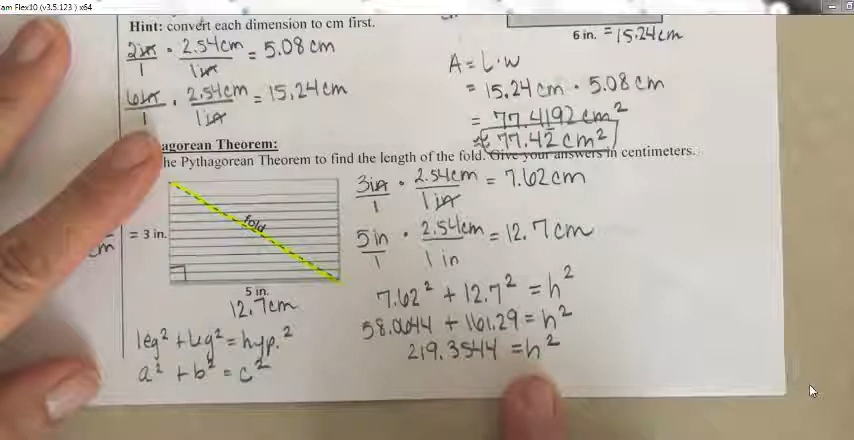 am Flex10 (v3.5.123 ) x64
Hint: convert each dimension to cm first.
2in/1 · 2.54cm/1in = 5.08 cm
6in/1 · 2.54cm/1in = 15.24 cm
6 in. = 15.24cm
A = L·W
= 15.24 cm · 5.08 cm
= 77.4192 cm²
≈ 77.42 cm²
agorean Theorem:
he Pythagorean Theorem to find the length of the fold. Give your answers in centimeters.
= 3 in.
cm
fold
5 in.
12.7cm
leg² + leg² = hyp.²
a² + b² = c²
3in/1 · 2.54cm/1in = 7.62cm
5in/1 · 2.54cm/1in = 12.7 cm
7.62² + 12.7² = h²
58.0644 + 161.29 = h²
219.3544 = h²